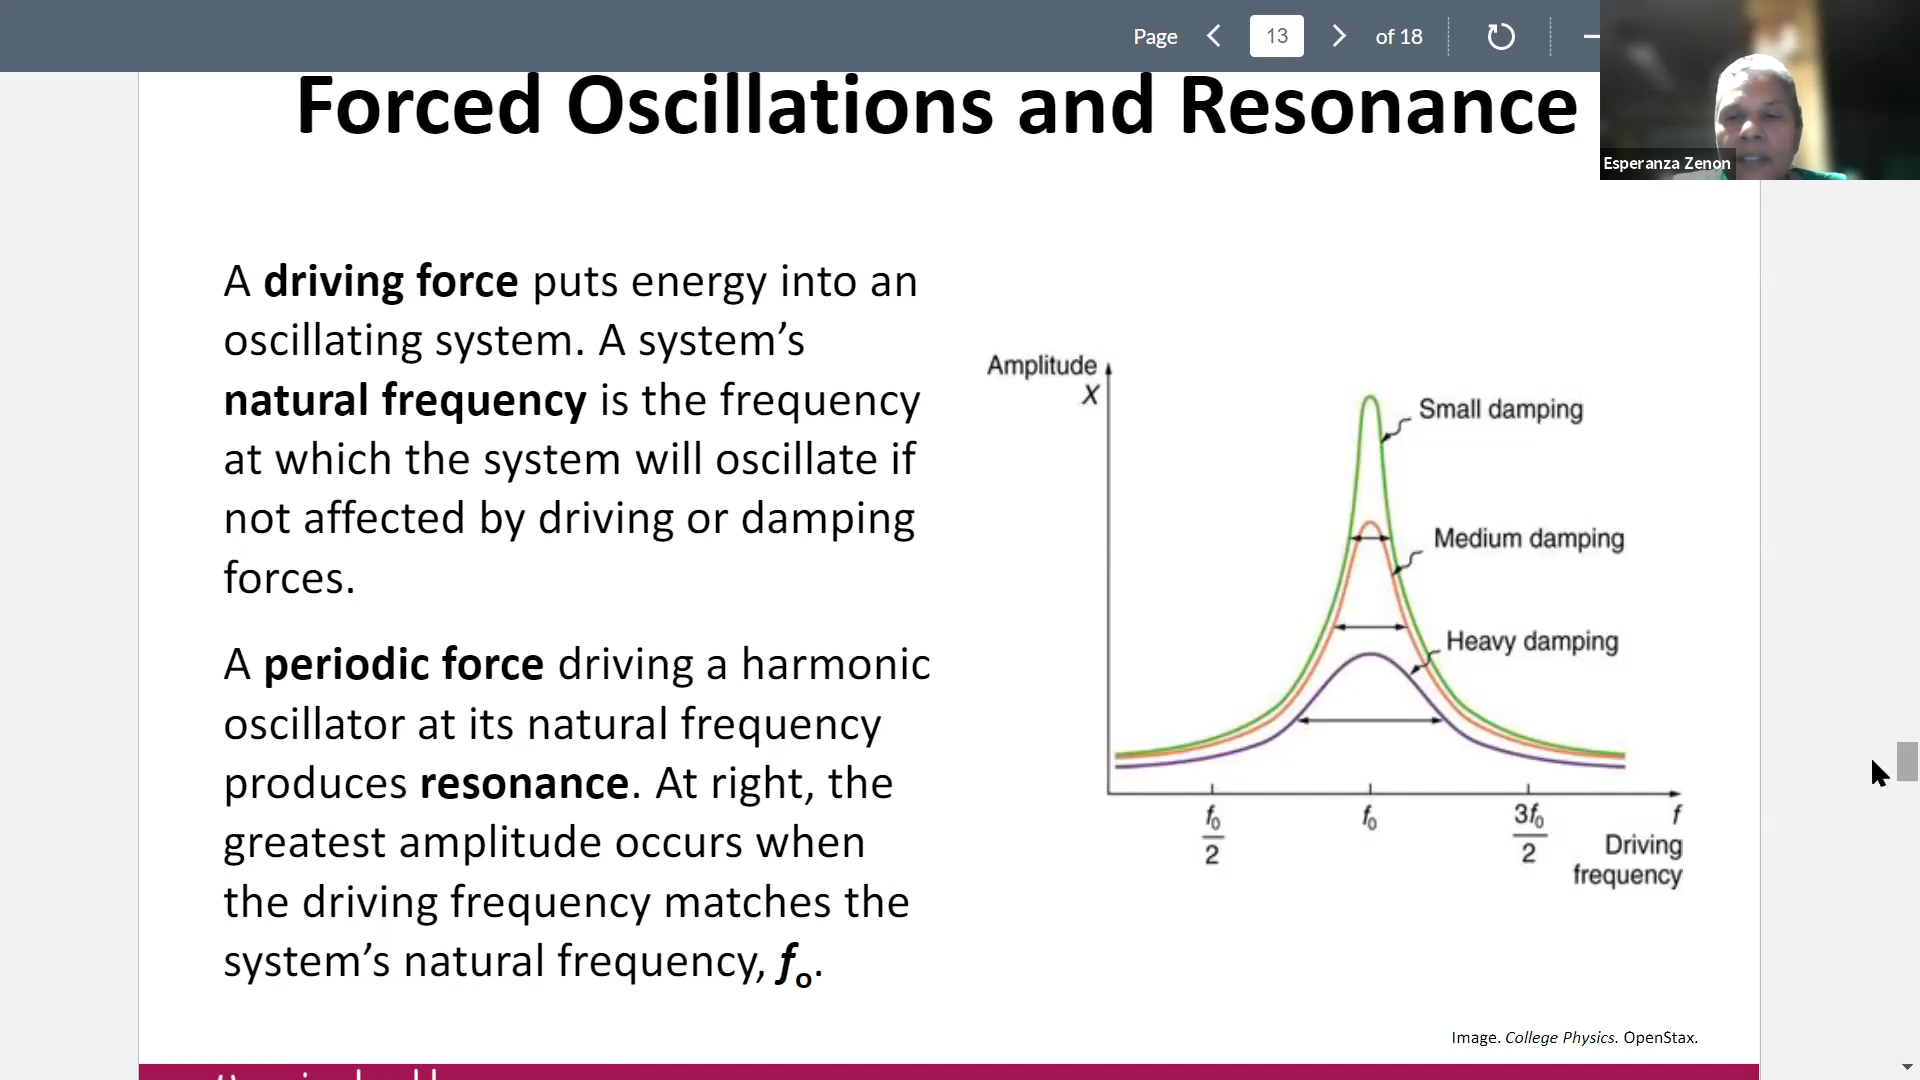 Page 13 of 18
Forced Oscillations and Resonance
Esperanza Zenon
A driving force puts energy into an
oscillating system. A system’s
natural frequency is the frequency
at which the system will oscillate if
not affected by driving or damping
forces.
A periodic force driving a harmonic
oscillator at its natural frequency
produces resonance. At right, the
greatest amplitude occurs when
the driving frequency matches the
system’s natural frequency, fo.
Amplitude
X
Small damping
Medium damping
Heavy damping
f0/2
f0
3f0/2
f
Driving
frequency
Image. College Physics. OpenStax.